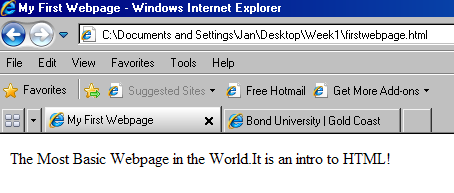 My First Webpage - Windows Internet Explorer
C:\Documents and Settings\Jan\Desktop\Week1\firstwebpage.html
File Edit View Favorites Tools Help
Favorites Suggested Sites Free Hotmail Get More Add-ons
My First Webpage Bond University | Gold Coast
The Most Basic Webpage in the World.It is an intro to HTML!